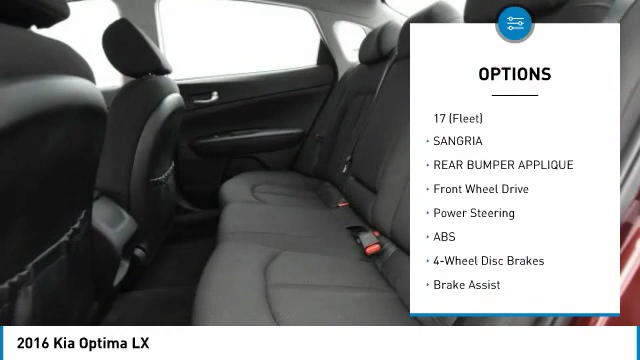 OPTIONS
17 (Fleet)
SANGRIA
REAR BUMPER APPLIQUE
Front Wheel Drive
Power Steering
ABS
4-Wheel Disc Brakes
Brake Assist
2016 Kia Optima LX